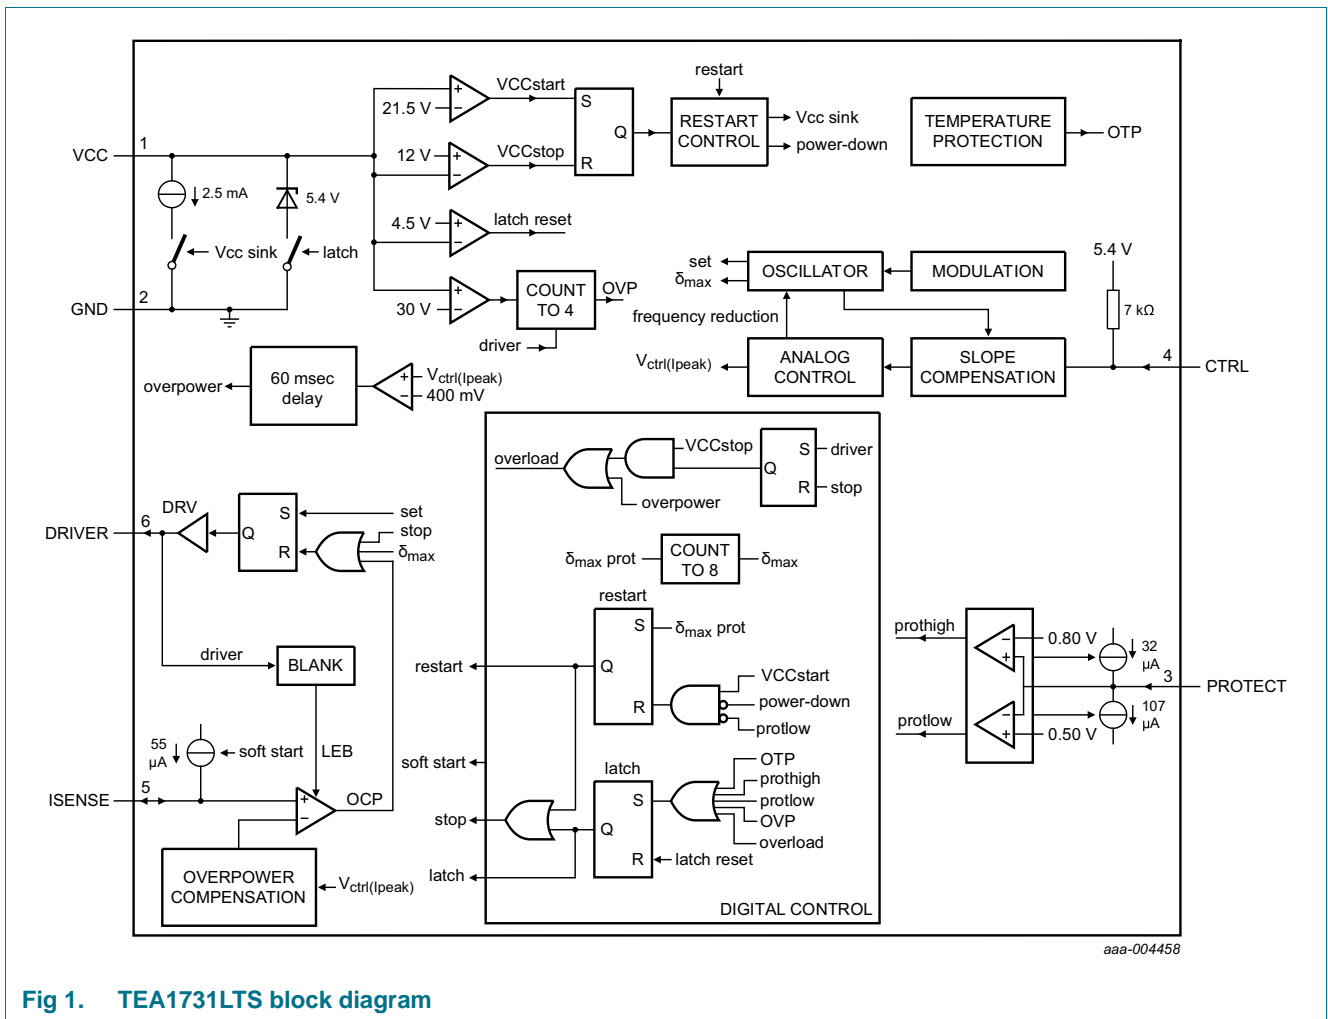 restart
VCCstart
21.5 V
S
Q
R
RESTART
CONTROL
Vcc sink
power-down
TEMPERATURE
PROTECTION
OTP
VCC
1
12 V
VCCstop
2.5 mA
5.4 V
4.5 V
latch reset
Vcc sink
latch
GND
2
30 V
COUNT
TO 4
OVP
driver
set
δmax
OSCILLATOR
MODULATION
5.4 V
7 kΩ
frequency reduction
Vctrl(Ipeak)
ANALOG
CONTROL
SLOPE
COMPENSATION
4
CTRL
overpower
60 msec
delay
Vctrl(Ipeak)
400 mV
overload
VCCstop
overpower
Q
S
R
driver
stop
DRIVER
6
DRV
Q
S
R
set
stop
δmax
δmax prot
COUNT
TO 8
δmax
restart
S
Q
R
δmax prot
restart
VCCstart
power-down
protlow
driver
BLANK
prothigh
0.80 V
32
μA
3
PROTECT
protlow
0.50 V
107
μA
55
μA
soft start
LEB
ISENSE
5
OCP
OVERPOWER
COMPENSATION
Vctrl(Ipeak)
soft start
stop
latch
latch
S
Q
R
OTP
prothigh
protlow
OVP
overload
latch reset
DIGITAL CONTROL
aaa-004458
Fig 1. TEA1731LTS block diagram